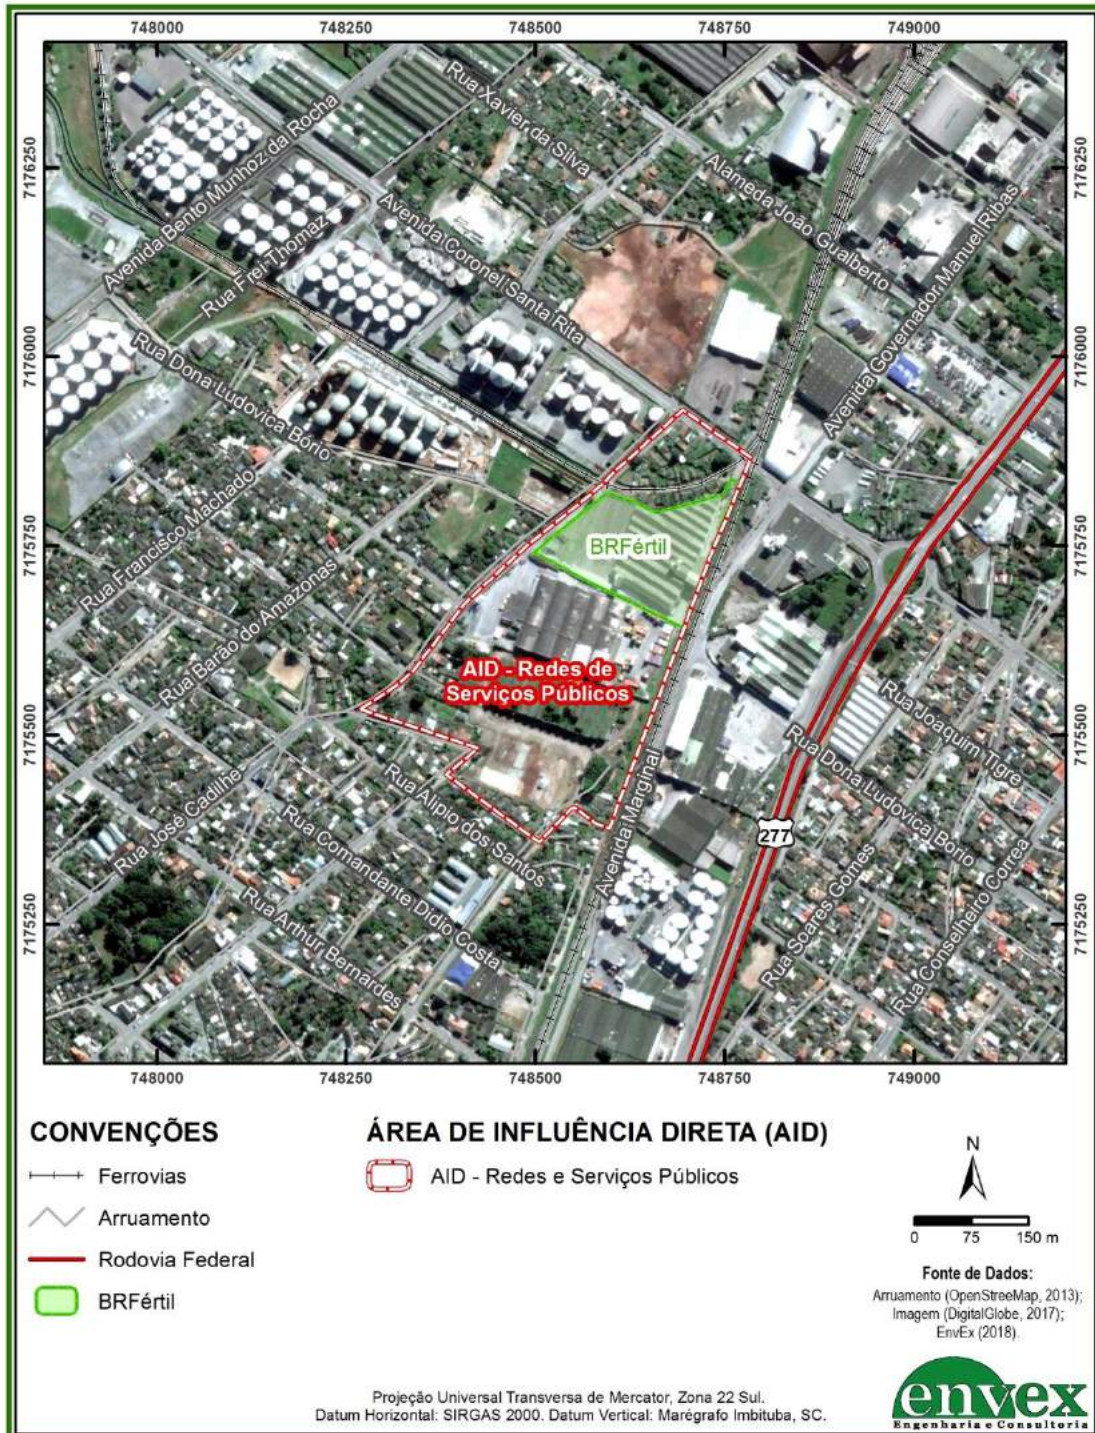 748000 748250 748500 748750 749000
7176250
7176000
7175750
7175500
7175250
7176250
7176000
7175750
7175500
7175250
Rua Xavier da Silva
Avenida Bento Munhoz da Rocha
Rua Frei Thomaz
Avenida Coronel Santa Rita
Alameda João Gualberto
Avenida Governador Manuel Ribas
Rua Dona Ludovica Bório
Rua Francisco Machado
Rua Barão do Amazonas
BRFértil
AID - Redes de
Serviços Públicos
Rua José Cadilhe
Rua Comandante Didio Costa
Rua Alipio dos Santos
Rua Arthur Bernardes
Avenida Marginal
277
Rua Joaquim Tigre
Rua Dona Ludovica Bório
Rua Soares Gomes
Rua Conselheiro Correa
748000 748250 748500 748750 749000
CONVENÇÕES
Ferrovias
Arruamento
Rodovia Federal
BRFértil
ÁREA DE INFLUÊNCIA DIRETA (AID)
AID - Redes e Serviços Públicos
N
0 75 150 m
Fonte de Dados:
Arruamento (OpenStreeMap, 2013);
Imagem (DigitalGlobe, 2017);
EnvEx (2018).
Projeção Universal Transversa de Mercator, Zona 22 Sul.
Datum Horizontal: SIRGAS 2000. Datum Vertical: Marégrafo Imbituba, SC.
envex
Engenharia e Consultoria